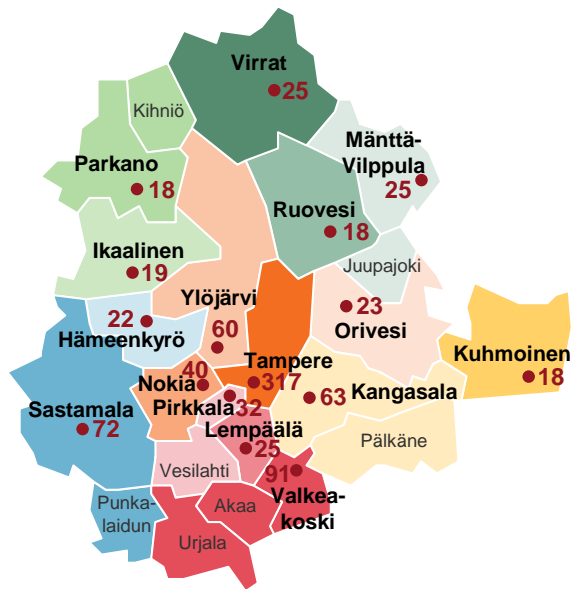 Virrat
25
Kihniö
Mänttä-
Vilppula
25
Parkano
18
Ruovesi
18
Ikaalinen
19
Juupajoki
Ylöjärvi
60
22
Hämeenkyrö
23
Orivesi
Kuhmoinen
18
Tampere
317
40
Nokia
Pirkkala
32
63
Kangasala
Sastamala
72
Lempäälä
25
Pälkäne
Vesilahti
91
Valkea-
koski
Punka-
laidun
Akaa
Urjala